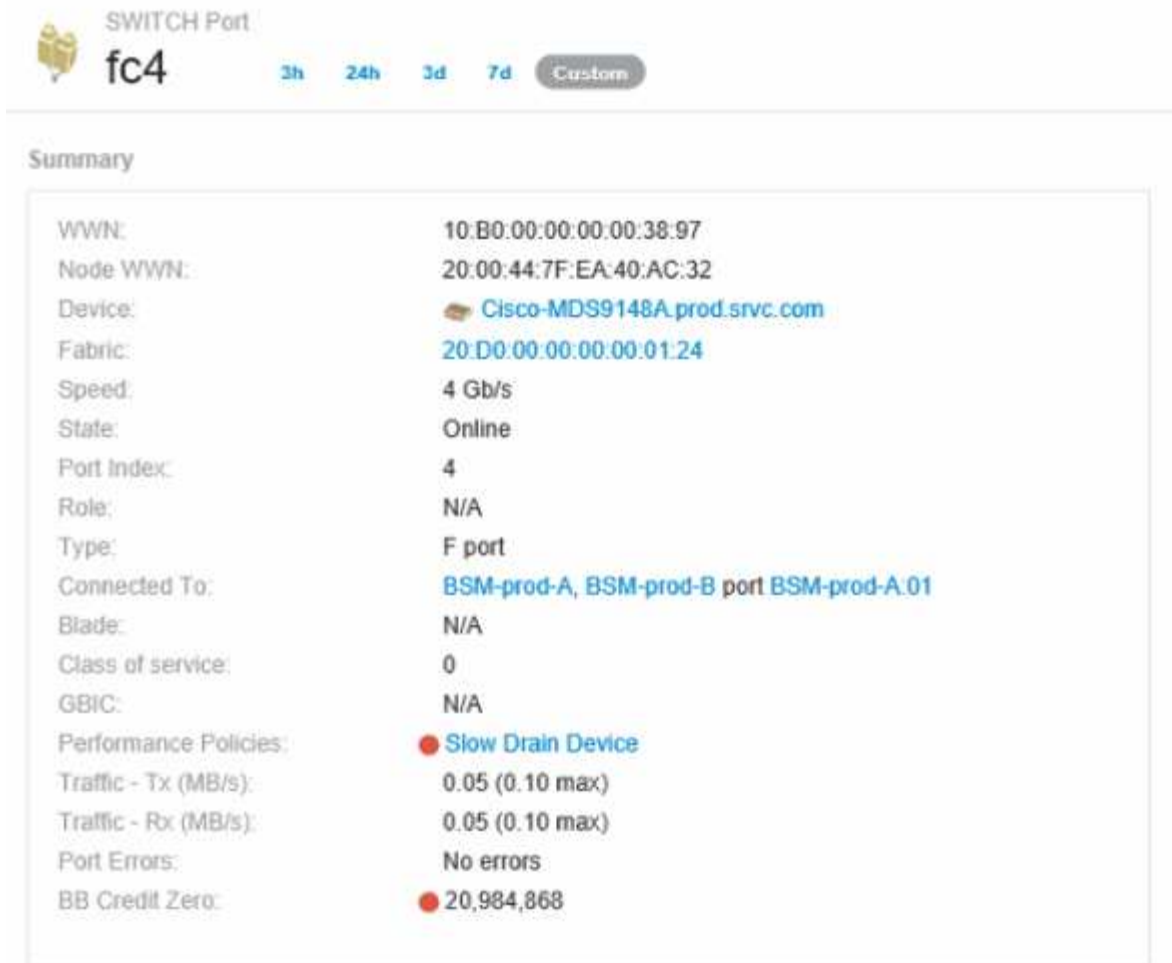 SWITCH Port
fc4
3h 24h 3d 7d Custom
Summary
WWN: 10:B0:00:00:00:00:38:97
Node WWN: 20:00:44:7F:EA:40:AC:32
Device: Cisco-MDS9148A.prod.srvc.com
Fabric: 20:D0:00:00:00:00:01:24
Speed: 4 Gb/s
State: Online
Port Index: 4
Role: N/A
Type: F port
Connected To: BSM-prod-A, BSM-prod-B port BSM-prod-A:01
Blade: N/A
Class of service: 0
GBIC: N/A
Performance Policies: Slow Drain Device
Traffic - Tx (MB/s): 0.05 (0.10 max)
Traffic - Rx (MB/s): 0.05 (0.10 max)
Port Errors: No errors
BB Credit Zero: 20,984,868